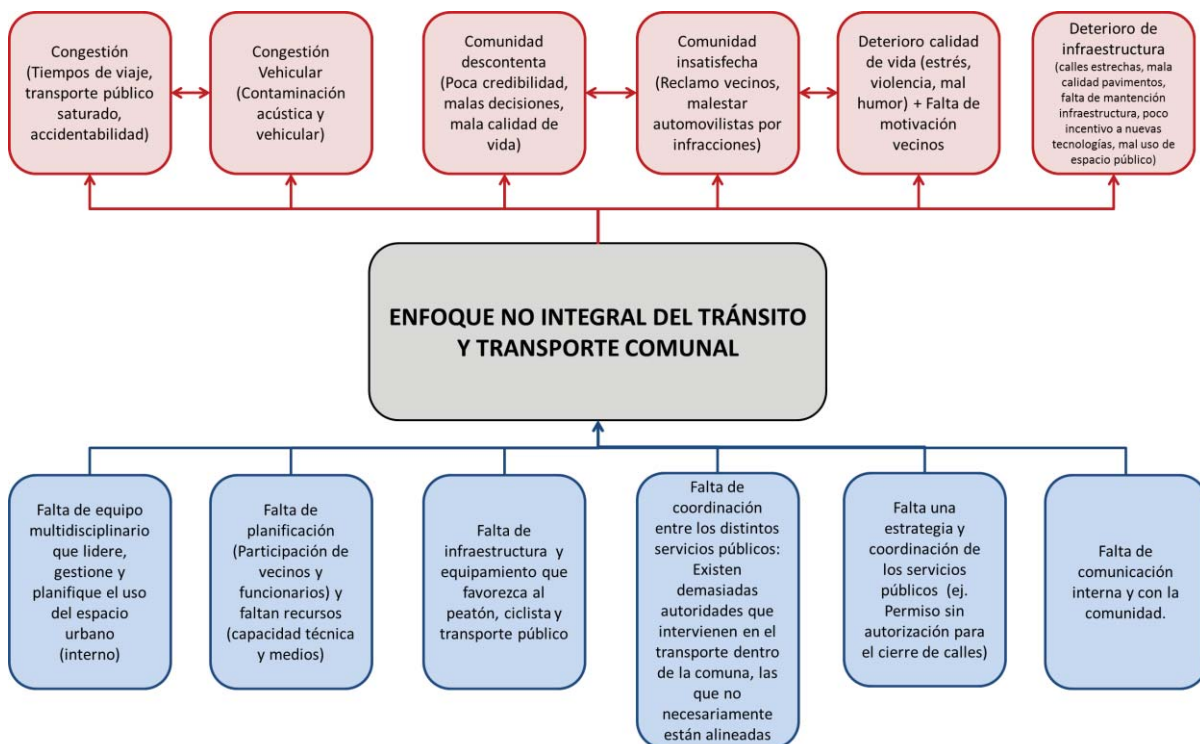 Congestión
(Tiempos de viaje,
transporte público
saturado,
accidentabilidad)
Congestión
Vehicular
(Contaminación
acústica y
vehicular)
Comunidad
descontenta
(Poca credibilidad,
malas decisiones,
mala calidad de
vida)
Comunidad
insatisfecha
(Reclamo vecinos,
malestar
automovilistas por
infracciones)
Deterioro calidad
de vida (estrés,
violencia, mal
humor) + Falta de
motivación
vecinos
Deterioro de
infraestructura
(calles estrechas, mala
calidad pavimentos,
falta de mantención
infraestructura, poco
incentivo a nuevas
tecnologías, mal uso de
espacio público)
ENFOQUE NO INTEGRAL DEL TRÁNSITO
Y TRANSPORTE COMUNAL
Falta de equipo
multidisciplinario
que lidere,
gestione y
planifique el uso
del espacio
urbano
(interno)
Falta de
planificación
(Participación de
vecinos y
funcionarios) y
faltan recursos
(capacidad técnica
y medios)
Falta de
infraestructura y
equipamiento que
favorezca al
peatón, ciclista y
transporte público
Falta de
coordinación
entre los distintos
servicios públicos:
Existen
demasiadas
autoridades que
intervienen en el
transporte dentro
de la comuna, las
que no
necesariamente
están alineadas
Falta una
estrategia y
coordinación de
los servicios
públicos (ej.
Permiso sin
autorización para
el cierre de calles)
Falta de
comunicación
interna y con la
comunidad.